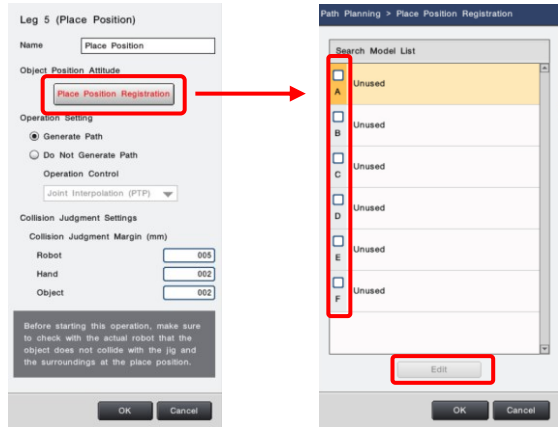 Leg 5 (Place Position)
Name
Place Position
Object Position Attitude
Place Position Registration
Operation Setting
Generate Path
Do Not Generate Path
Operation Control
Joint Interpolation (PTP)
Collision Judgment Settings
Collision Judgment Margin (mm)
Robot 005
Hand 002
Object 002
Before starting this operation, make sure
to check with the actual robot that the
object does not collide with the jig and
the surroundings at the place position.
OK Cancel
Path Planning > Place Position Registration
Search Model List
A Unused
B Unused
C Unused
D Unused
E Unused
F Unused
Edit
OK Cancel